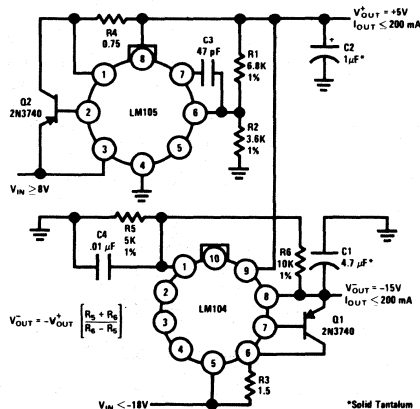 R4
0.75
C3
47 pF
R1
6.8K
1%
V⁺OUT = +5V
IOUT ≤ 200 mA
C2
1μF*
+
8
1
7
Q2
2N3740
2
LM105
6
R2
3.6K
1%
3
5
4
VIN ≥8V
R5
5K
1%
C4
.01 μF
R6
10K
1%
C1
4.7 μF*
1
10
9
2
8
V⁻OUT = –15V
IOUT ≤ 200 mA
LM104
3
7
Q1
2N3740
V⁻OUT = –V⁺OUT [R5 + R6 / R6 – R5]
4
6
5
R3
1.5
VIN < –18V
*Solid Tantalum